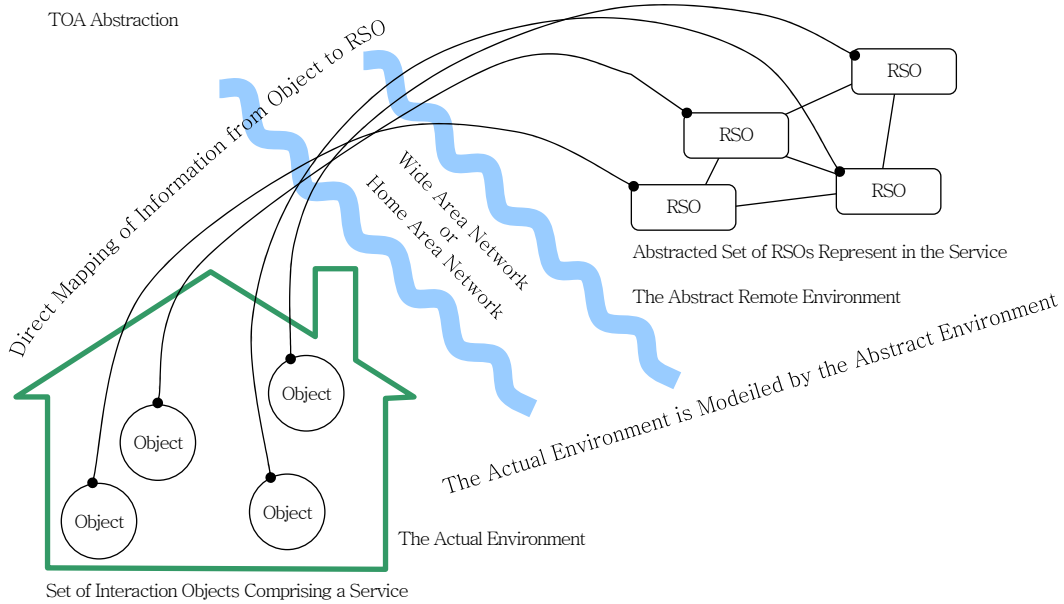 TOA Abstraction
Direct Mapping of Information from Object to RSO
Wide Area Network
or
Home Area Network
RSO
RSO
RSO
RSO
Abstracted Set of RSOs Represent in the Service
The Abstract Remote Environment
The Actual Environment is Modeiled by the Abstract Environment
Object
Object
Object
Object
The Actual Environment
Set of Interaction Objects Comprising a Service